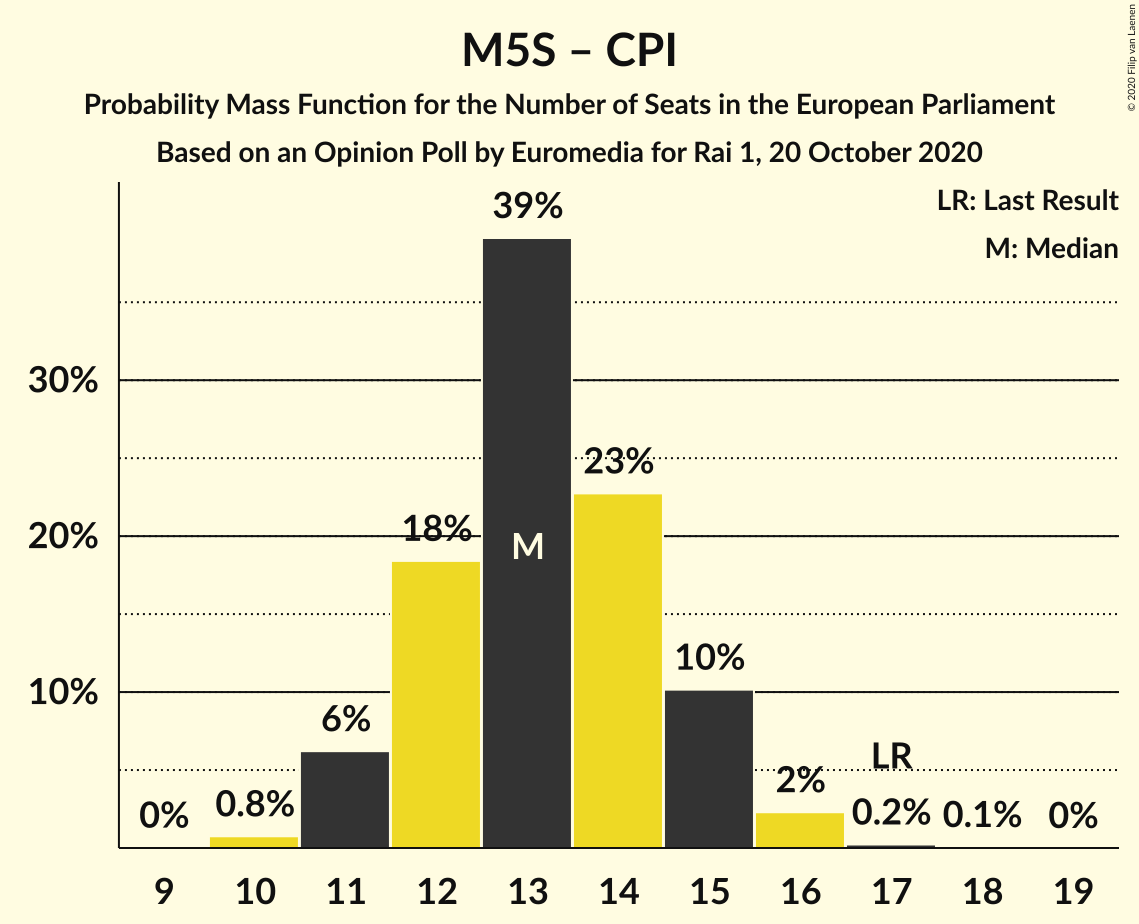 M5S – CPI
Probability Mass Function for the Number of Seats in the European Parliament
Based on an Opinion Poll by Euromedia for Rai 1, 20 October 2020
© 2020 Filip van Laenen
LR: Last Result
M: Median
39%
30%
23%
20%
18%
M
10%
10%
6%
LR
2%
0%
0.8%
0.2%
0.1%
0%
9 10 11 12 13 14 15 16 17 18 19